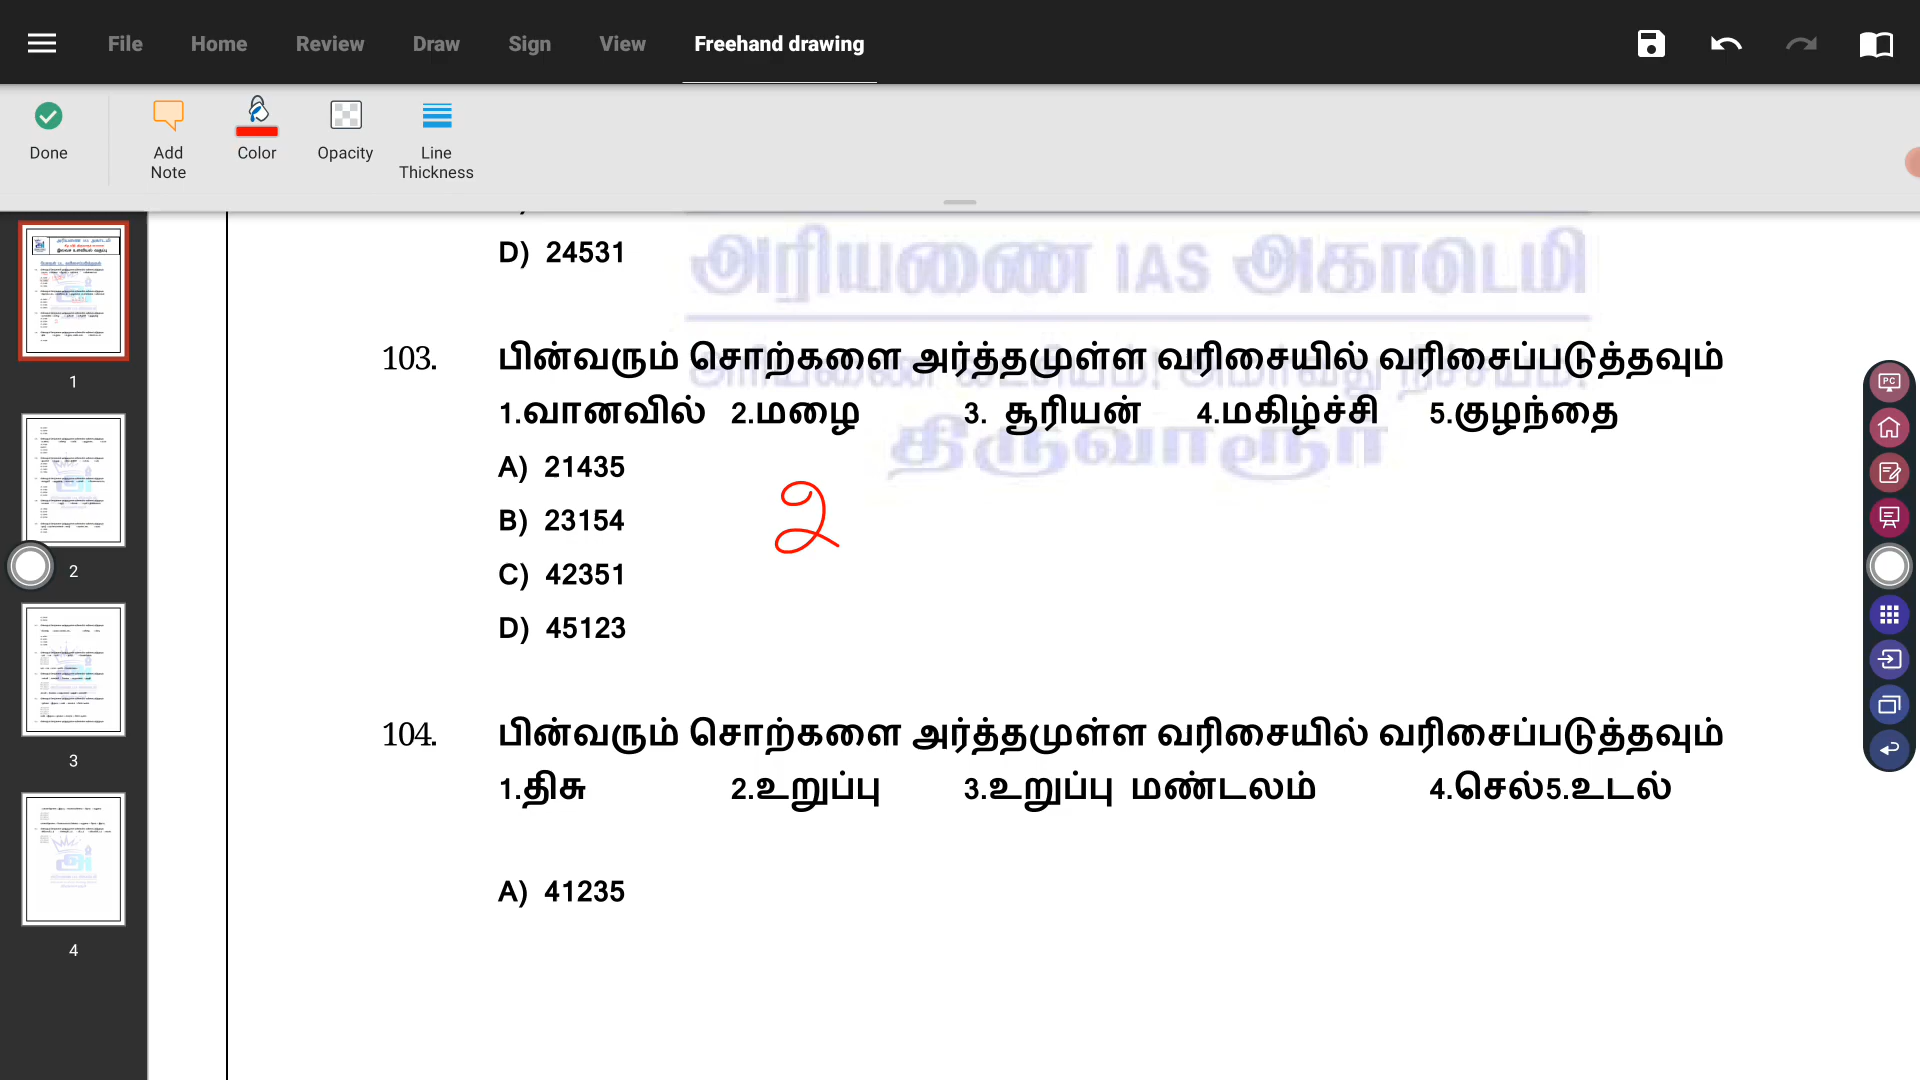 File Home Review Draw Sign View Freehand drawing
Done Add Note Color Opacity Line Thickness
D) 24531
அரியணை IAS அகாடெமி
103. பின்வரும் சொற்களை அர்த்தமுள்ள வரிசையில் வரிசைப்படுத்தவும்
1.வானவில் 2.மழை 3. சூரியன் 4.மகிழ்ச்சி 5.குழந்தை
திருவாரூர்
A) 21435
2
B) 23154
C) 42351
D) 45123
104. பின்வரும் சொற்களை அர்த்தமுள்ள வரிசையில் வரிசைப்படுத்தவும்
1.திசு 2.உறுப்பு 3.உறுப்பு மண்டலம் 4.செல்5.உடல்
A) 41235
1
2
3
4
PC